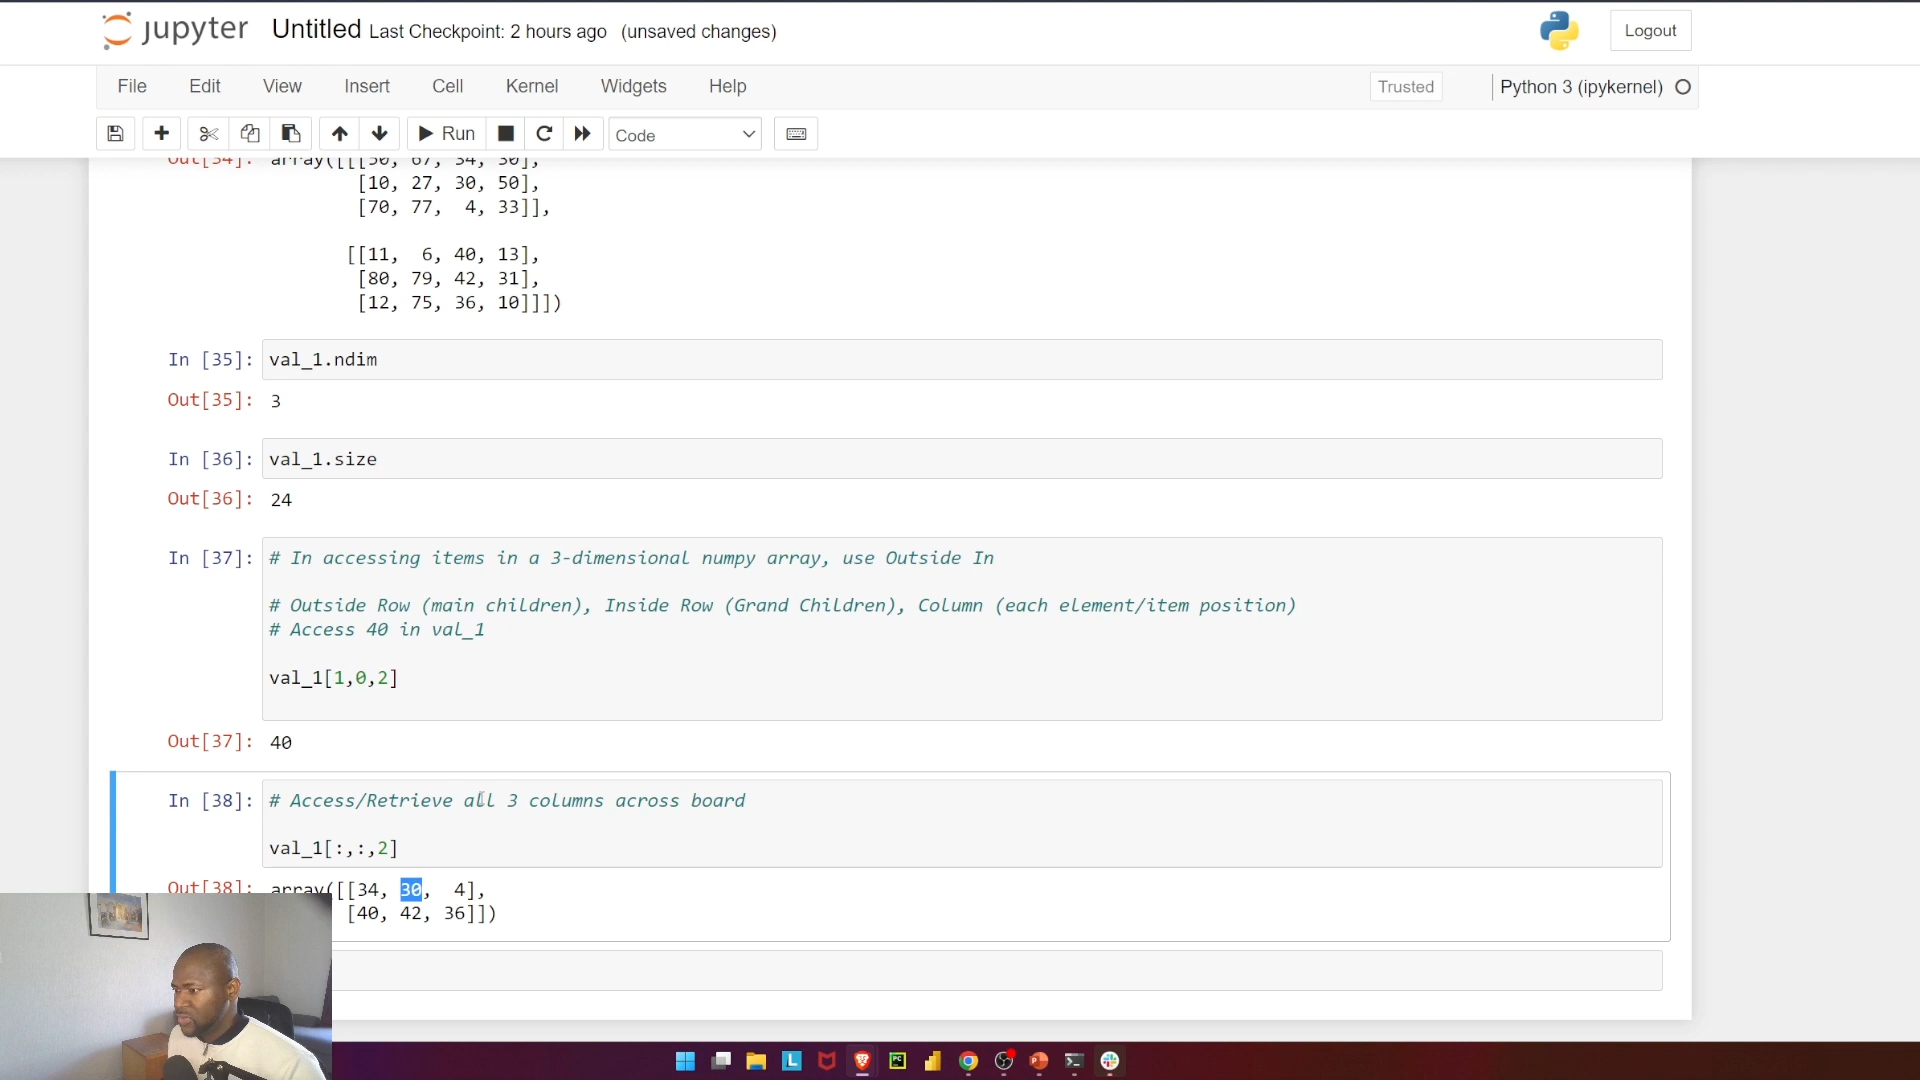 jupyter Untitled Last Checkpoint: 2 hours ago (unsaved changes) Logout
File Edit View Insert Cell Kernel Widgets Help Trusted Python 3 (ipykernel)
Run Code
Out[34]: array([[[50, 67, 34, 30],
[10, 27, 30, 50],
[70, 77, 4, 33]],
[[11, 6, 40, 13],
[80, 79, 42, 31],
[12, 75, 36, 10]]])
In [35]: val_1.ndim
Out[35]: 3
In [36]: val_1.size
Out[36]: 24
In [37]: # In accessing items in a 3-dimensional numpy array, use Outside In
# Outside Row (main children), Inside Row (Grand Children), Column (each element/item position)
# Access 40 in val_1
val_1[1,0,2]
Out[37]: 40
In [38]: # Access/Retrieve all 3 columns across board
val_1[:,:,2]
Out[38]: array([[34, 30, 4],
[40, 42, 36]])
L PC